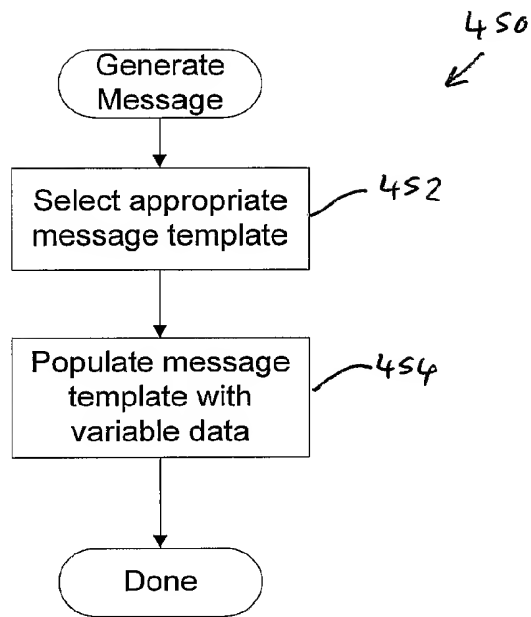 450
Generate
Message
Select appropriate
message template
452
Populate message
template with
variable data
454
Done